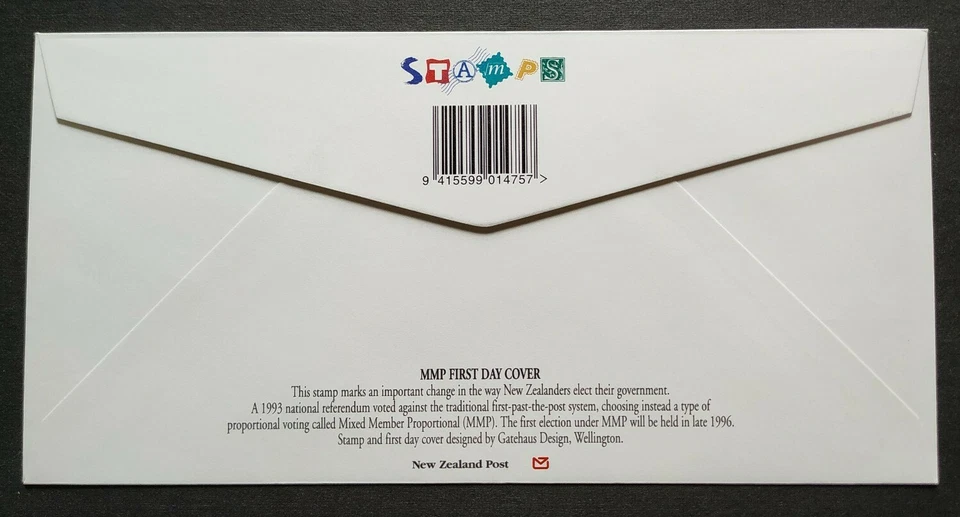 STAmPS
9 415599 014757 >
MMP FIRST DAY COVER
This stamp marks an important change in the way New Zealanders elect their government.
A 1993 national referendum voted against the traditional first-past-the-post system, choosing instead a type of
proportional voting called Mixed Member Proportional (MMP). The first election under MMP will be held in late 1996.
Stamp and first day cover designed by Gatehaus Design, Wellington.
New Zealand Post